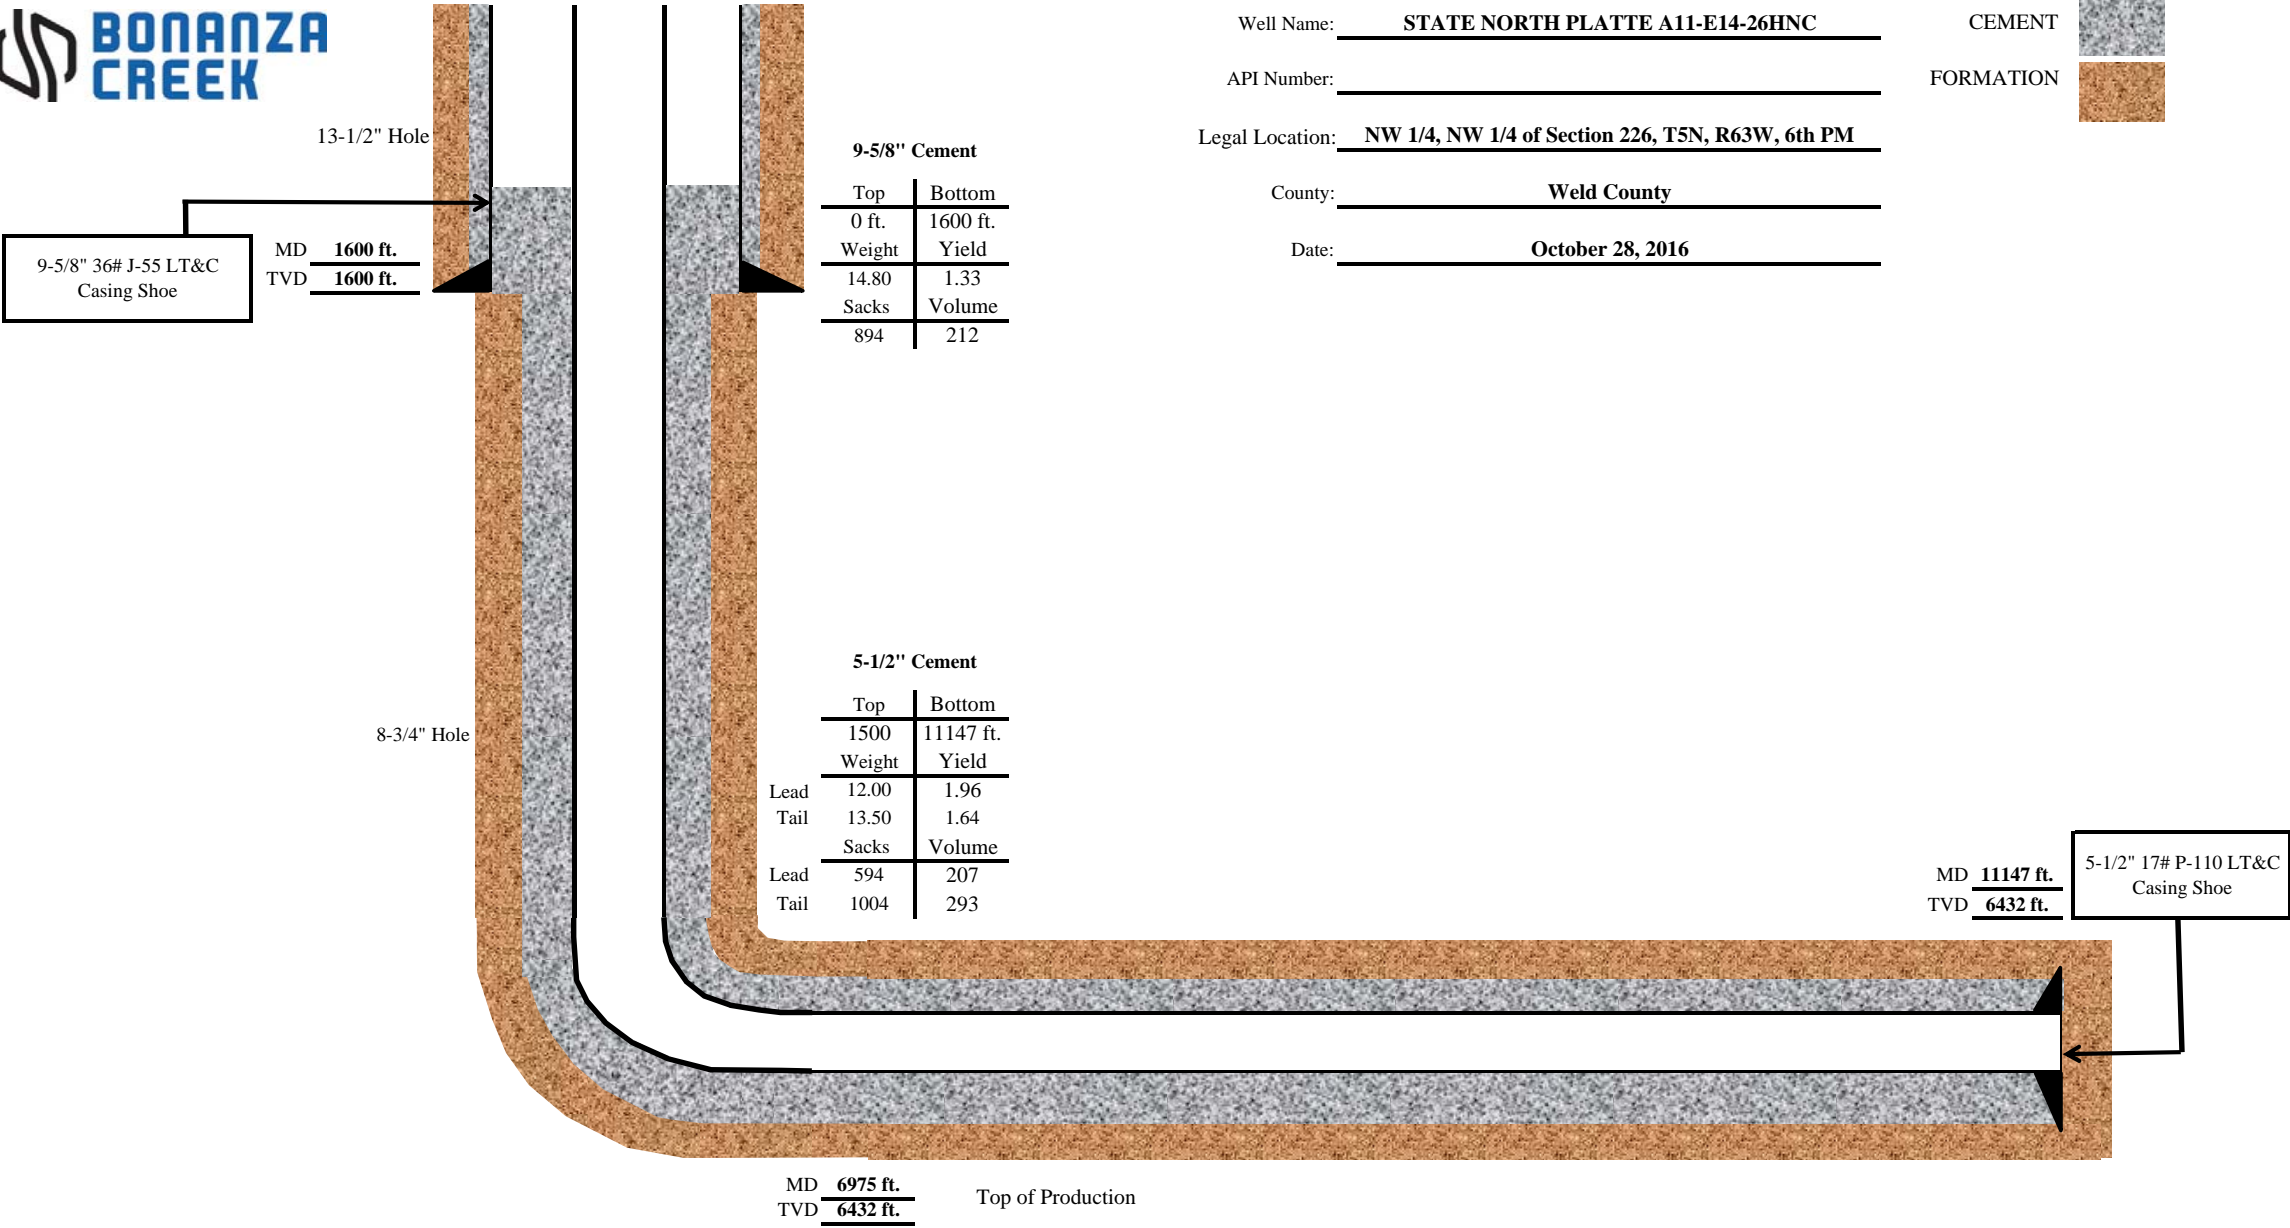 BONANZA
CREEK
Well Name: STATE NORTH PLATTE A11-E14-26HNC
CEMENT
API Number:
FORMATION
Legal Location: NW 1/4, NW 1/4 of Section 226, T5N, R63W, 6th PM
County: Weld County
Date: October 28, 2016
13-1/2" Hole
9-5/8" 36# J-55 LT&C
Casing Shoe
MD 1600 ft.
TVD 1600 ft.
9-5/8" Cement
Top Bottom
0 ft. 1600 ft.
Weight Yield
14.80 1.33
Sacks Volume
894 212
8-3/4" Hole
5-1/2" Cement
Top Bottom
1500 11147 ft.
Weight Yield
Lead 12.00 1.96
Tail 13.50 1.64
Sacks Volume
Lead 594 207
Tail 1004 293
MD 11147 ft.
TVD 6432 ft.
5-1/2" 17# P-110 LT&C
Casing Shoe
MD 6975 ft.
TVD 6432 ft.
Top of Production